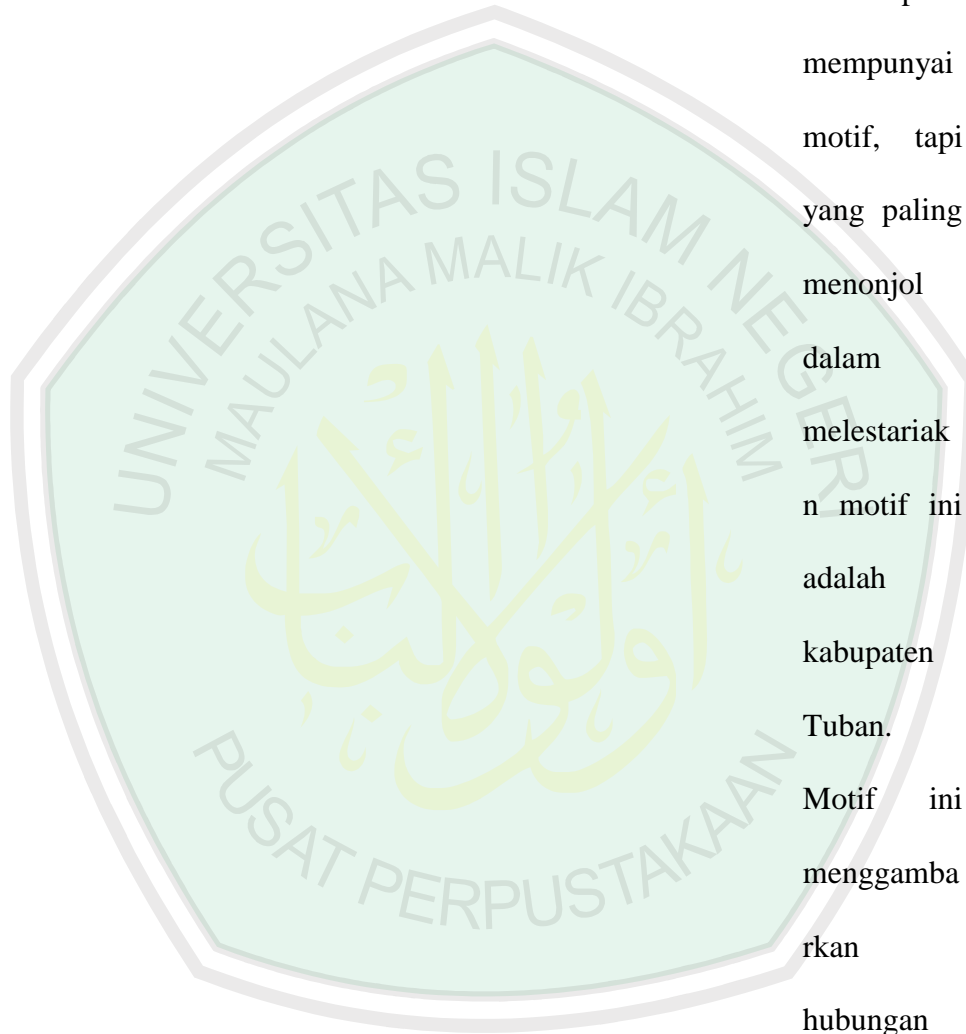 mempunyai
motif, tapi
yang paling
menonjol
dalam
melestariak
n motif ini
adalah
kabupaten
Tuban.
Motif ini
menggamba
rkan
hubungan
UNIVERSITAS ISLAM NEGERI
MAULANA MALIK IBRAHIM
PUSAT PERPUSTAKAAN